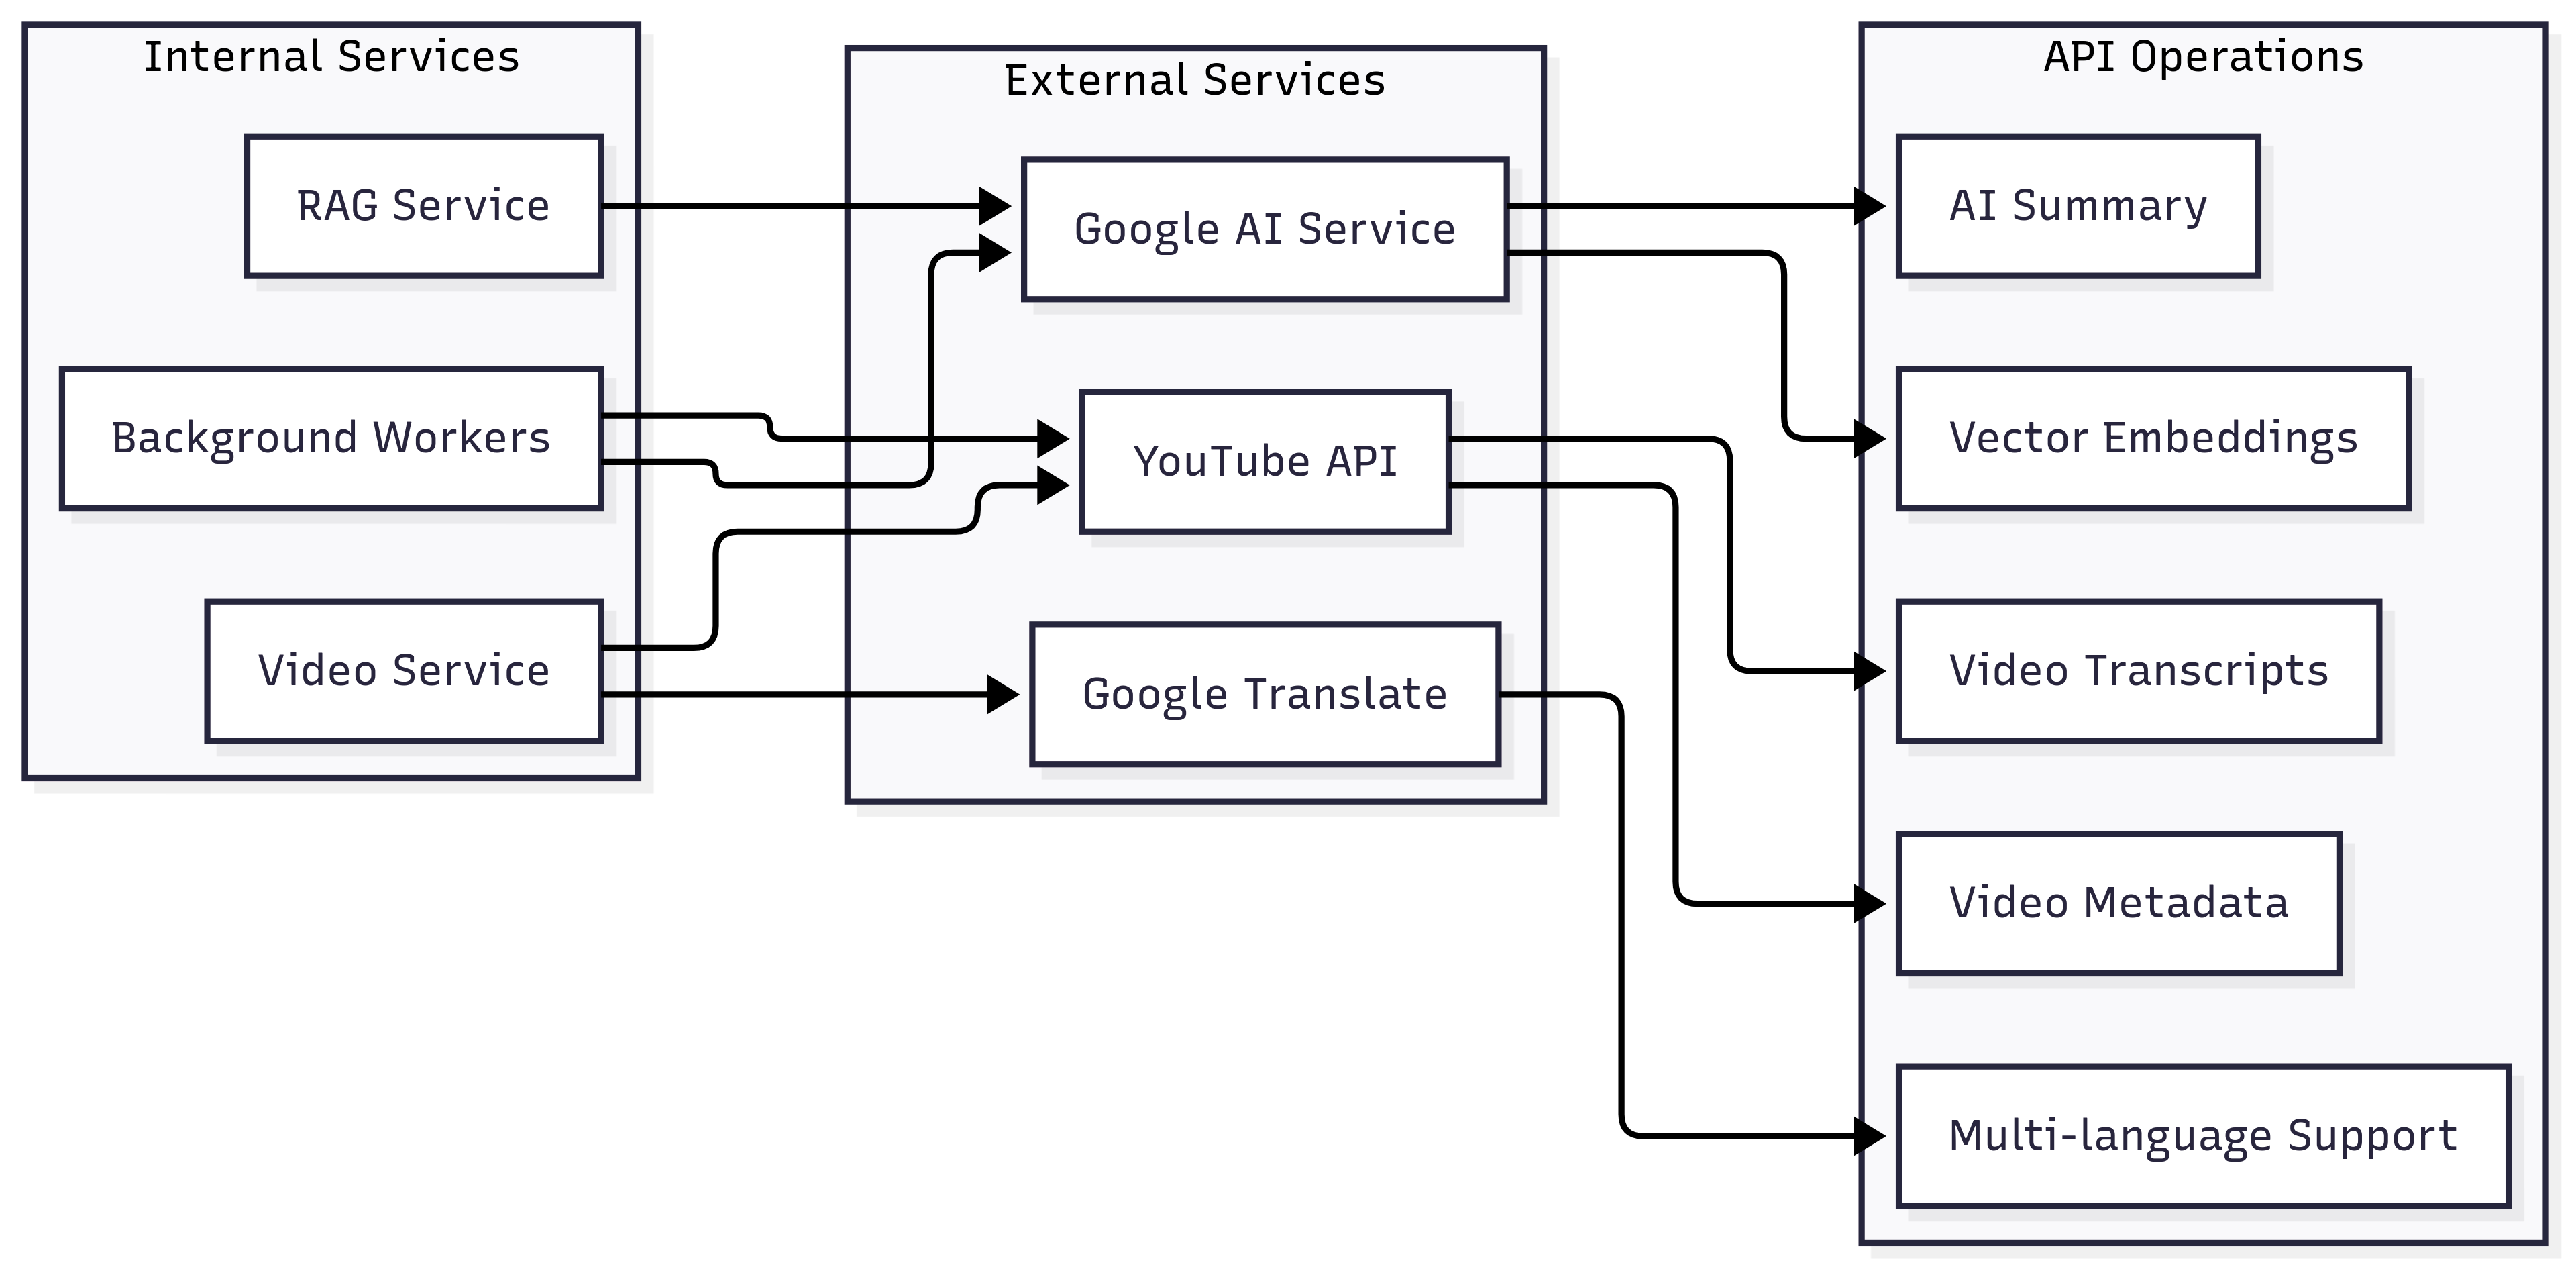 Internal Services
RAG Service
Background Workers
Video Service
External Services
Google AI Service
YouTube API
Google Translate
API Operations
AI Summary
Vector Embeddings
Video Transcripts
Video Metadata
Multi-language Support